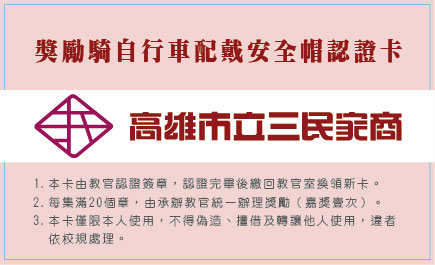 獎勵騎自行車配戴安全帽認證卡
高雄市立三民家商
1. 本卡由教官認證簽章，認證完畢後繳回教官室換領新卡。
2. 每集滿20個章，由承辦教官統一辦理獎勵（嘉獎壹次）。
3. 本卡僅限本人使用，不得偽造、擅借及轉讓他人使用，違者
依校規處理。